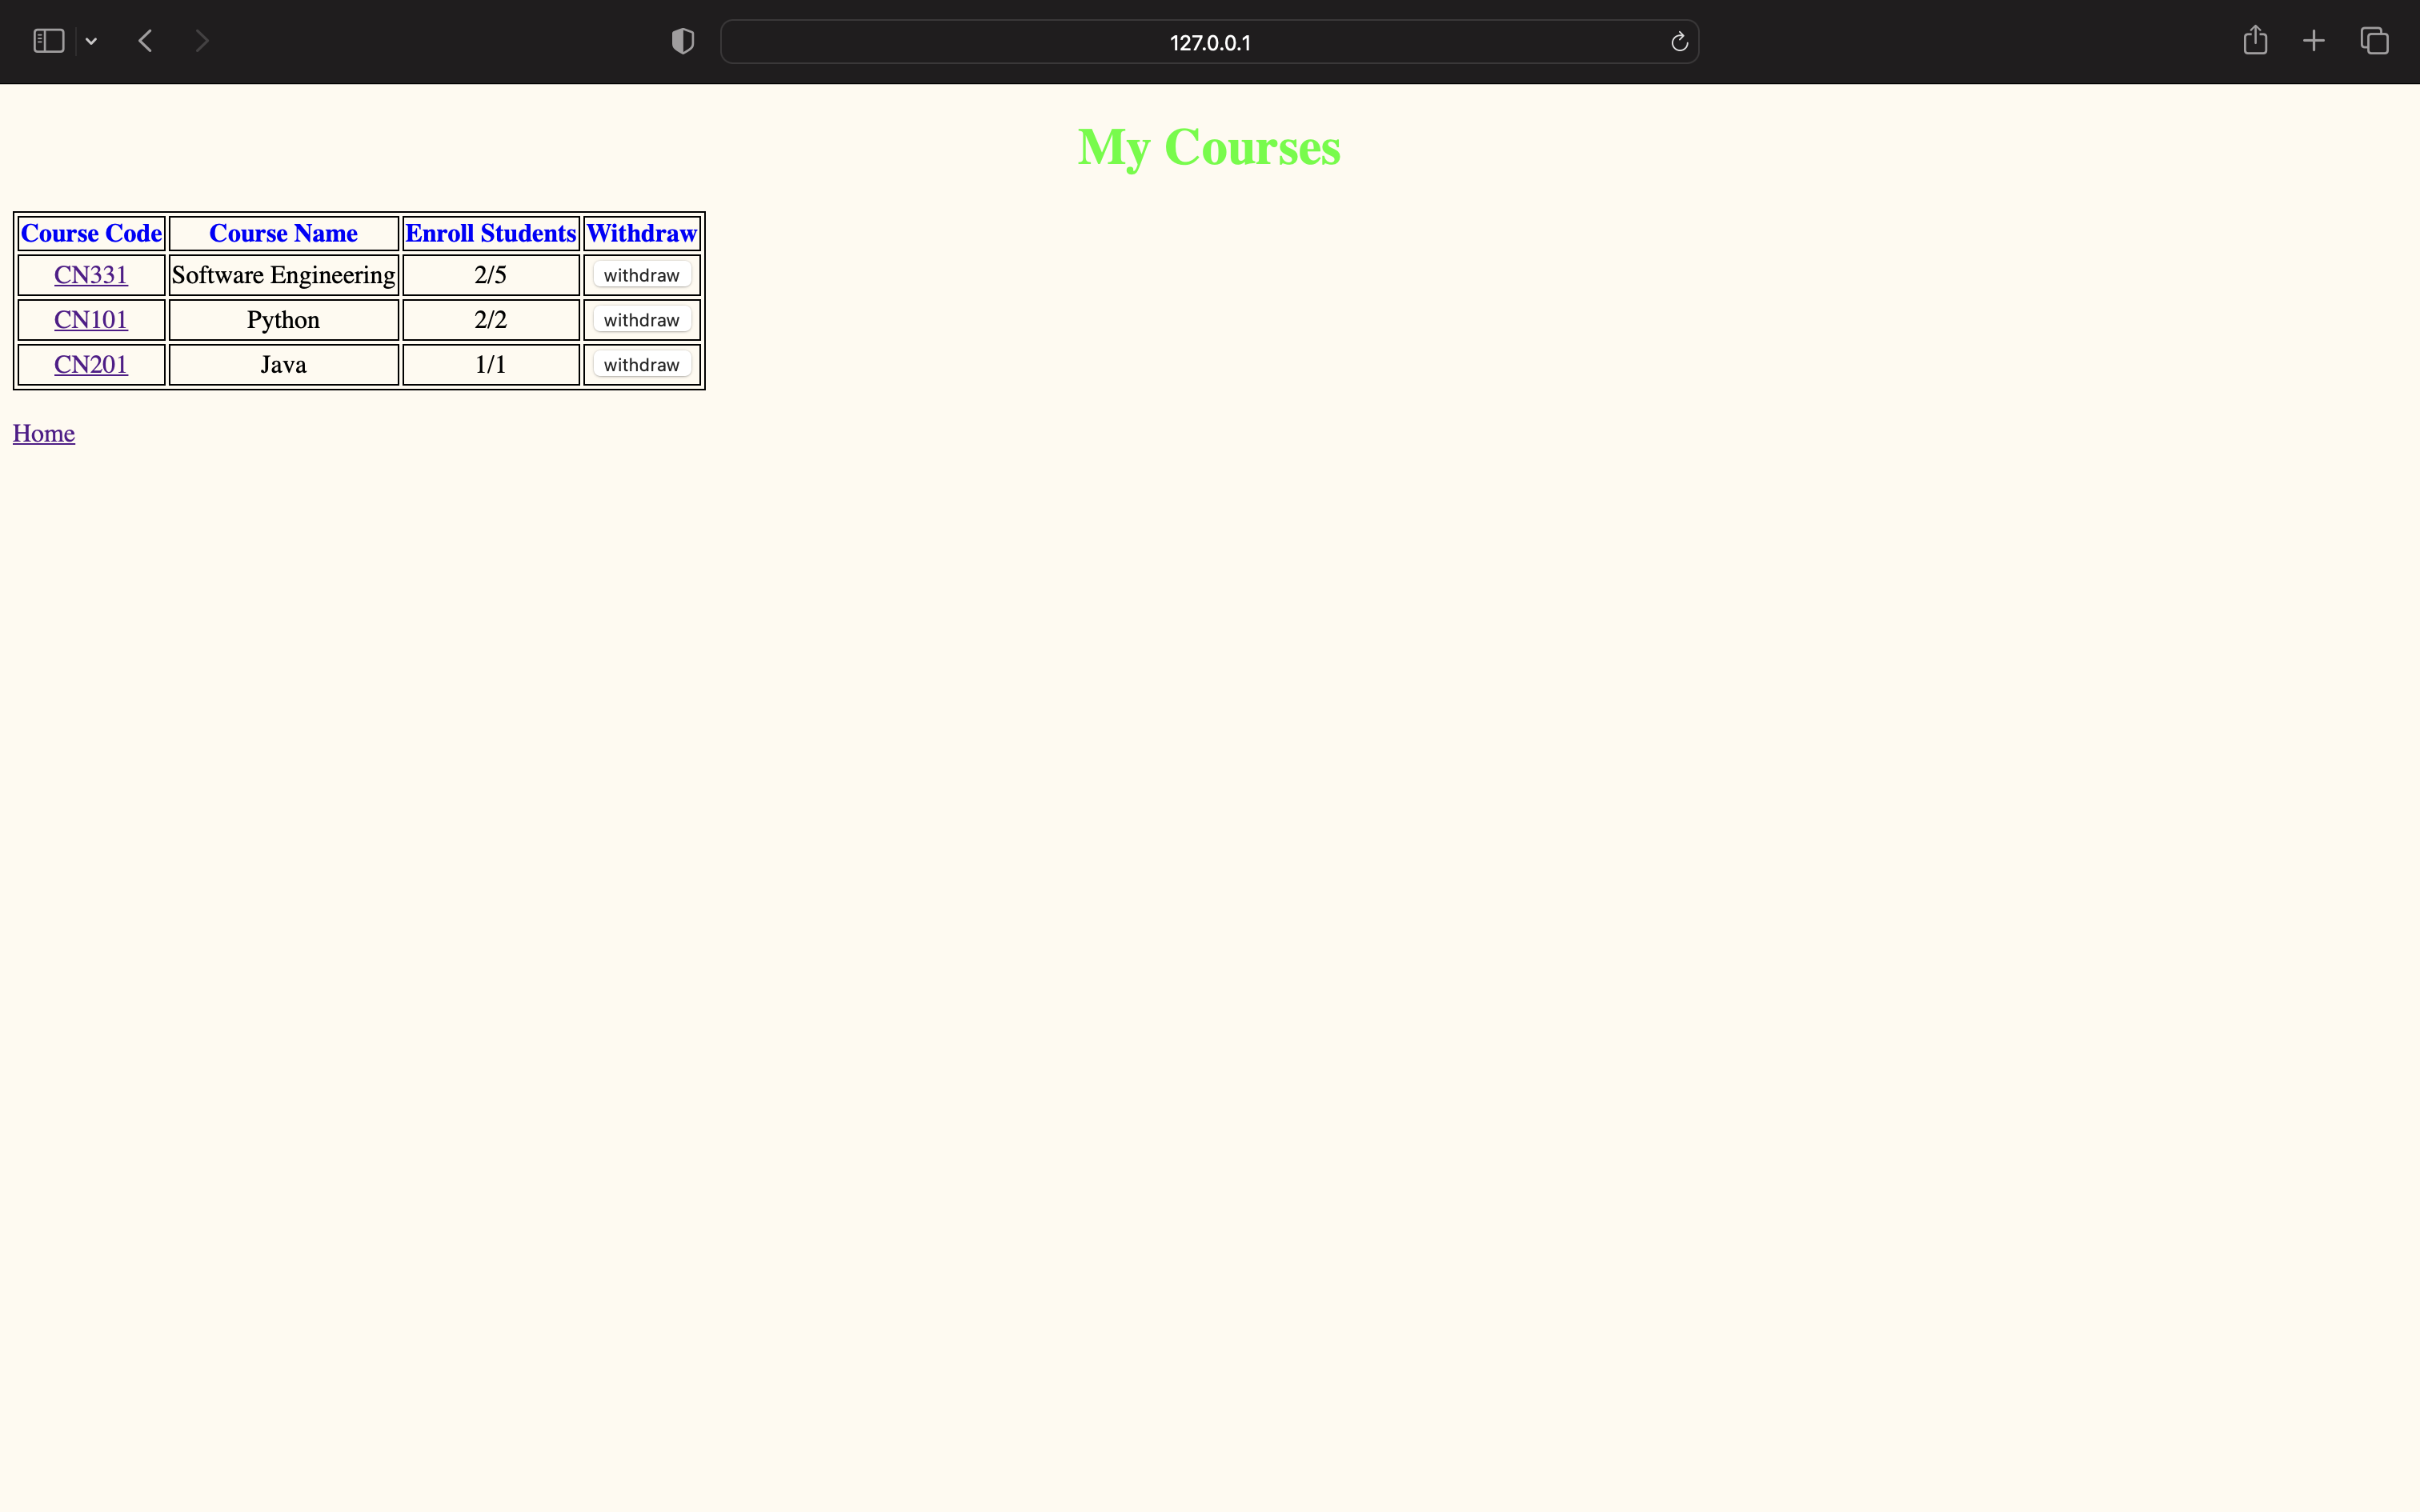 127.0.0.1
My Courses
Course Code Course Name Enroll Students Withdraw
CN331 Software Engineering 2/5 withdraw
CN101 Python 2/2 withdraw
CN201 Java 1/1 withdraw
Home